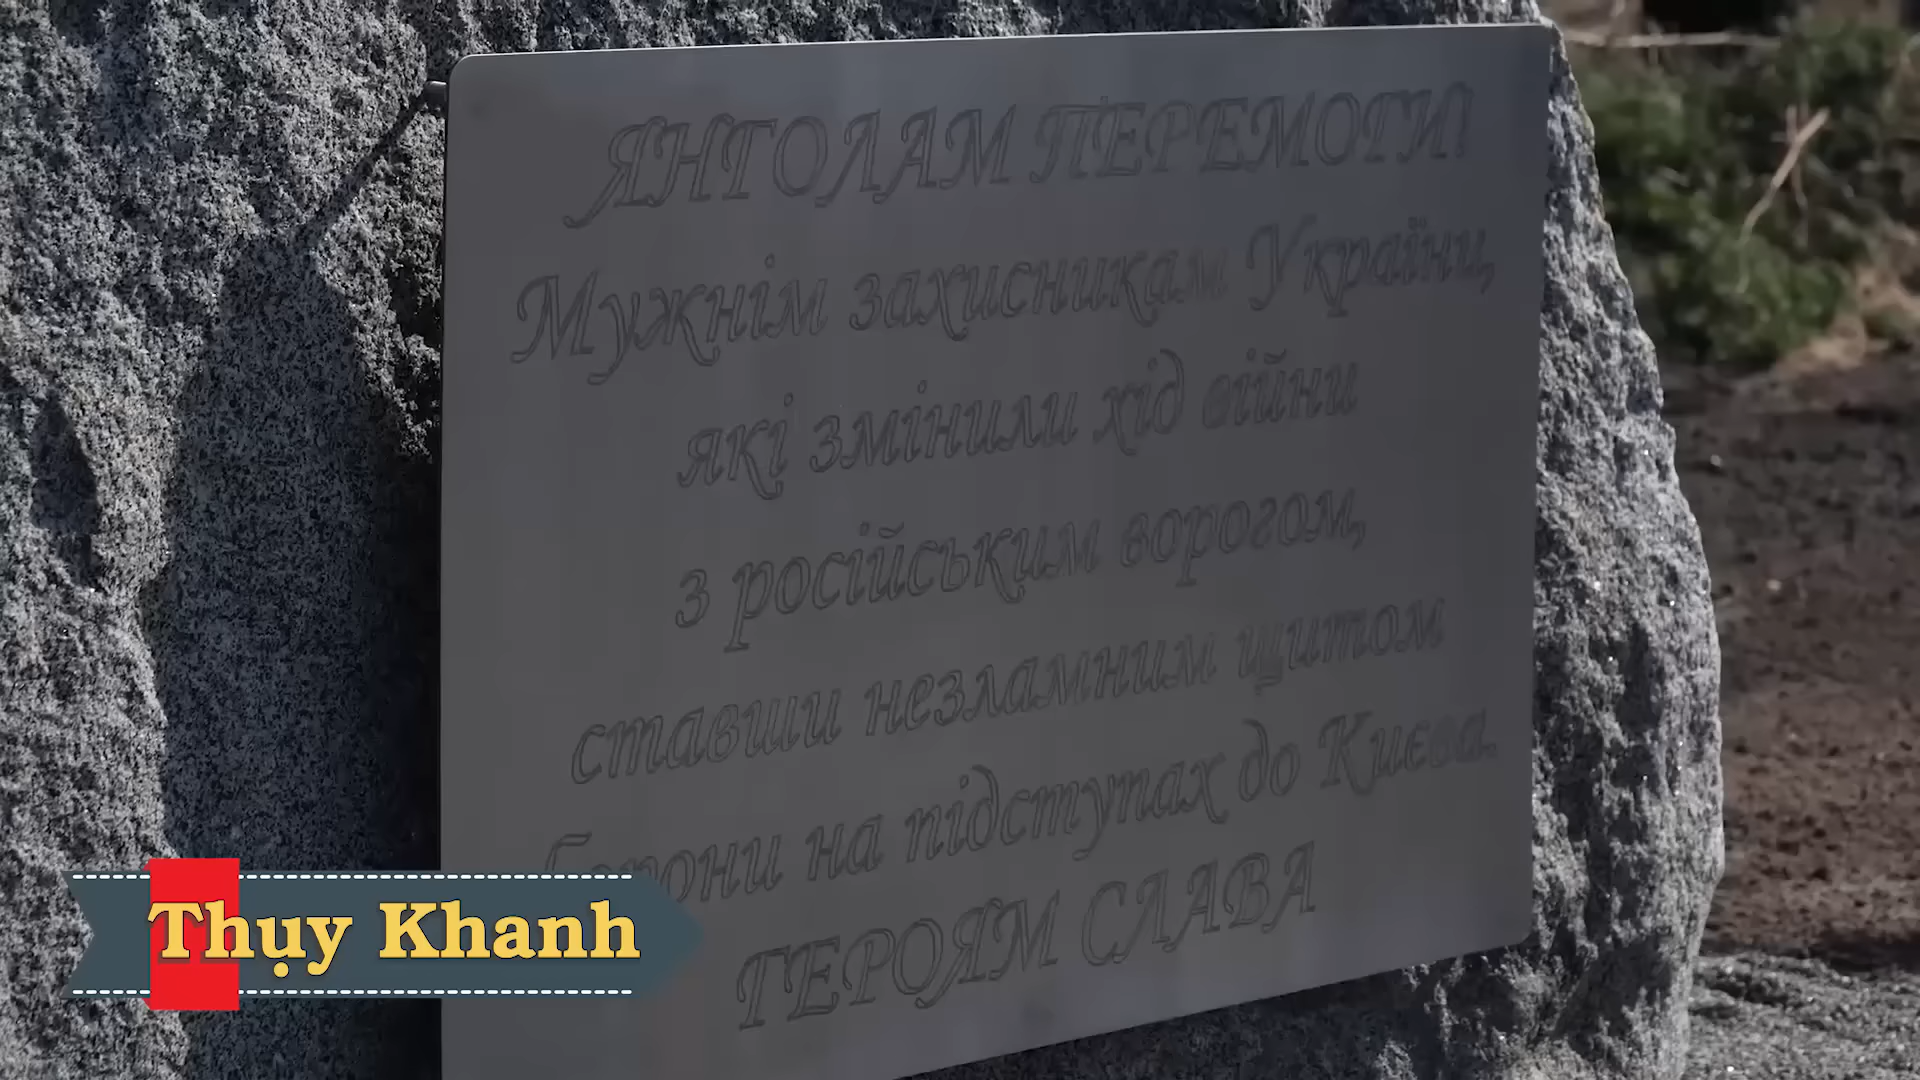 ЯНГОЛАМ ПЕРЕМОГИ!
Мужнім захисникам України,
які змінили хід війни
з російським ворогом,
ставши незламним щитом
оборони на підступах до Києва.
ГЕРОЯМ СЛАВА
Thụy Khanh